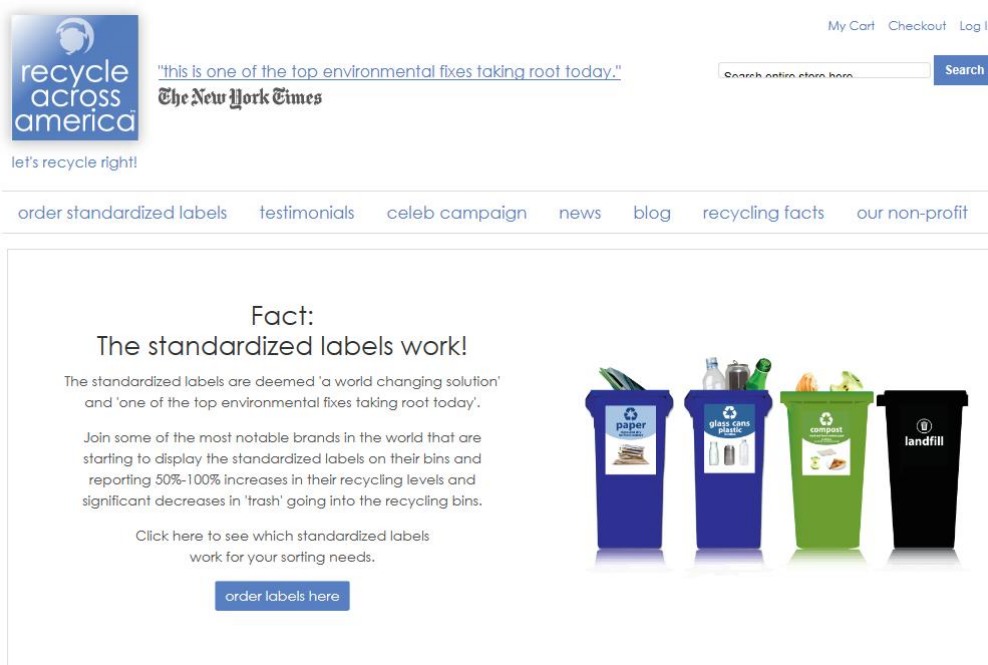 My Cart Checkout Log I
recycle
across
america
"this is one of the top environmental fixes taking root today."
The New York Times
Search entire store here
Search
let's recycle right!
order standardized labels testimonials celeb campaign news blog recycling facts our non-profit
Fact:
The standardized labels work!
The standardized labels are deemed 'a world changing solution'
and 'one of the top environmental fixes taking root today'.
Join some of the most notable brands in the world that are
starting to display the standardized labels on their bins and
reporting 50%-100% increases in their recycling levels and
significant decreases in 'trash' going into the recycling bins.
Click here to see which standardized labels
work for your sorting needs.
order labels here
paper
glass cans
plastic
compost
landfill